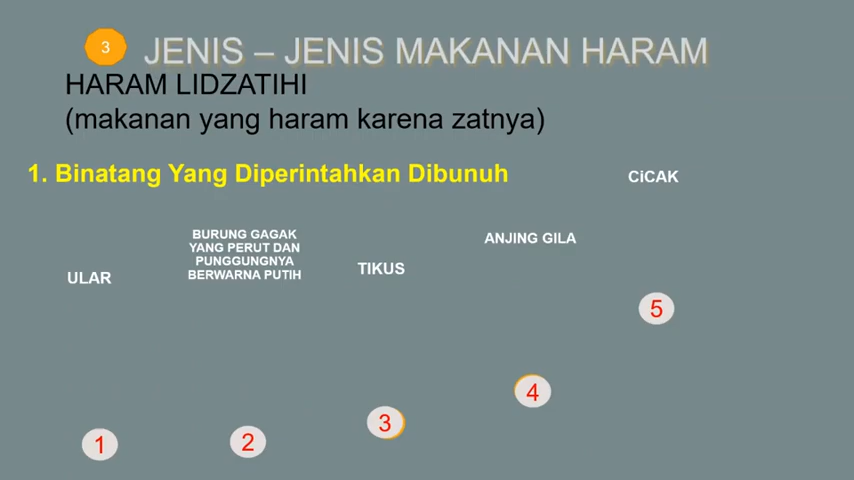 3
JENIS – JENIS MAKANAN HARAM
HARAM LIDZATIHI
(makanan yang haram karena zatnya)
1. Binatang Yang Diperintahkan Dibunuh
ULAR
BURUNG GAGAK
YANG PERUT DAN
PUNGGUNGNYA
BERWARNA PUTIH
TIKUS
ANJING GILA
CiCAK
1
2
3
4
5